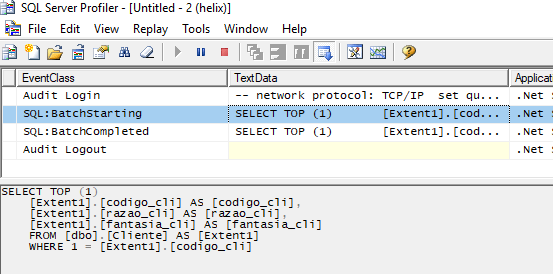 SQL Server Profiler - [Untitled - 2 (helix)]
File Edit View Replay Tools Window Help
EventClass TextData Applicatio
Audit Login -- network protocol: TCP/IP set qu... .Net S
SQL:BatchStarting SELECT TOP (1) [Extent1].[cod... .Net S
SQL:BatchCompleted SELECT TOP (1) [Extent1].[cod... .Net S
Audit Logout .Net S
SELECT TOP (1)
[Extent1].[codigo_cli] AS [codigo_cli],
[Extent1].[razao_cli] AS [razao_cli],
[Extent1].[fantasia_cli] AS [fantasia_cli]
FROM [dbo].[Cliente] AS [Extent1]
WHERE 1 = [Extent1].[codigo_cli]